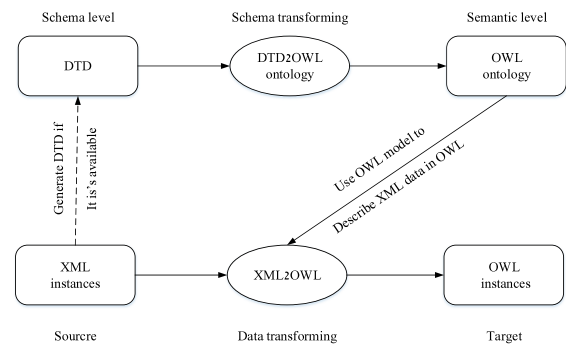 Schema level
Schema transforming
Semantic level
DTD
DTD2OWL
ontology
OWL
ontology
Generate DTD if
It is's available
Use OWL model to
Describe XML data in OWL
XML
instances
XML2OWL
OWL
instances
Sourcre
Data transforming
Target